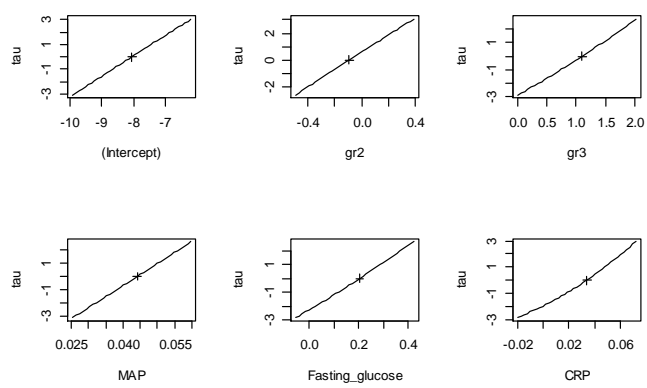 tau
-3 -1 1 3
-10 -9 -8 -7
(Intercept)
tau
-2 0 2
-0.4 0.0 0.4
gr2
tau
-3 -1 1
0.0 0.5 1.0 1.5 2.0
gr3
tau
-3 -1 1
0.025 0.040 0.055
MAP
tau
-3 -1 1
0.0 0.2 0.4
Fasting_glucose
tau
-3 -1 1 3
-0.02 0.02 0.06
CRP